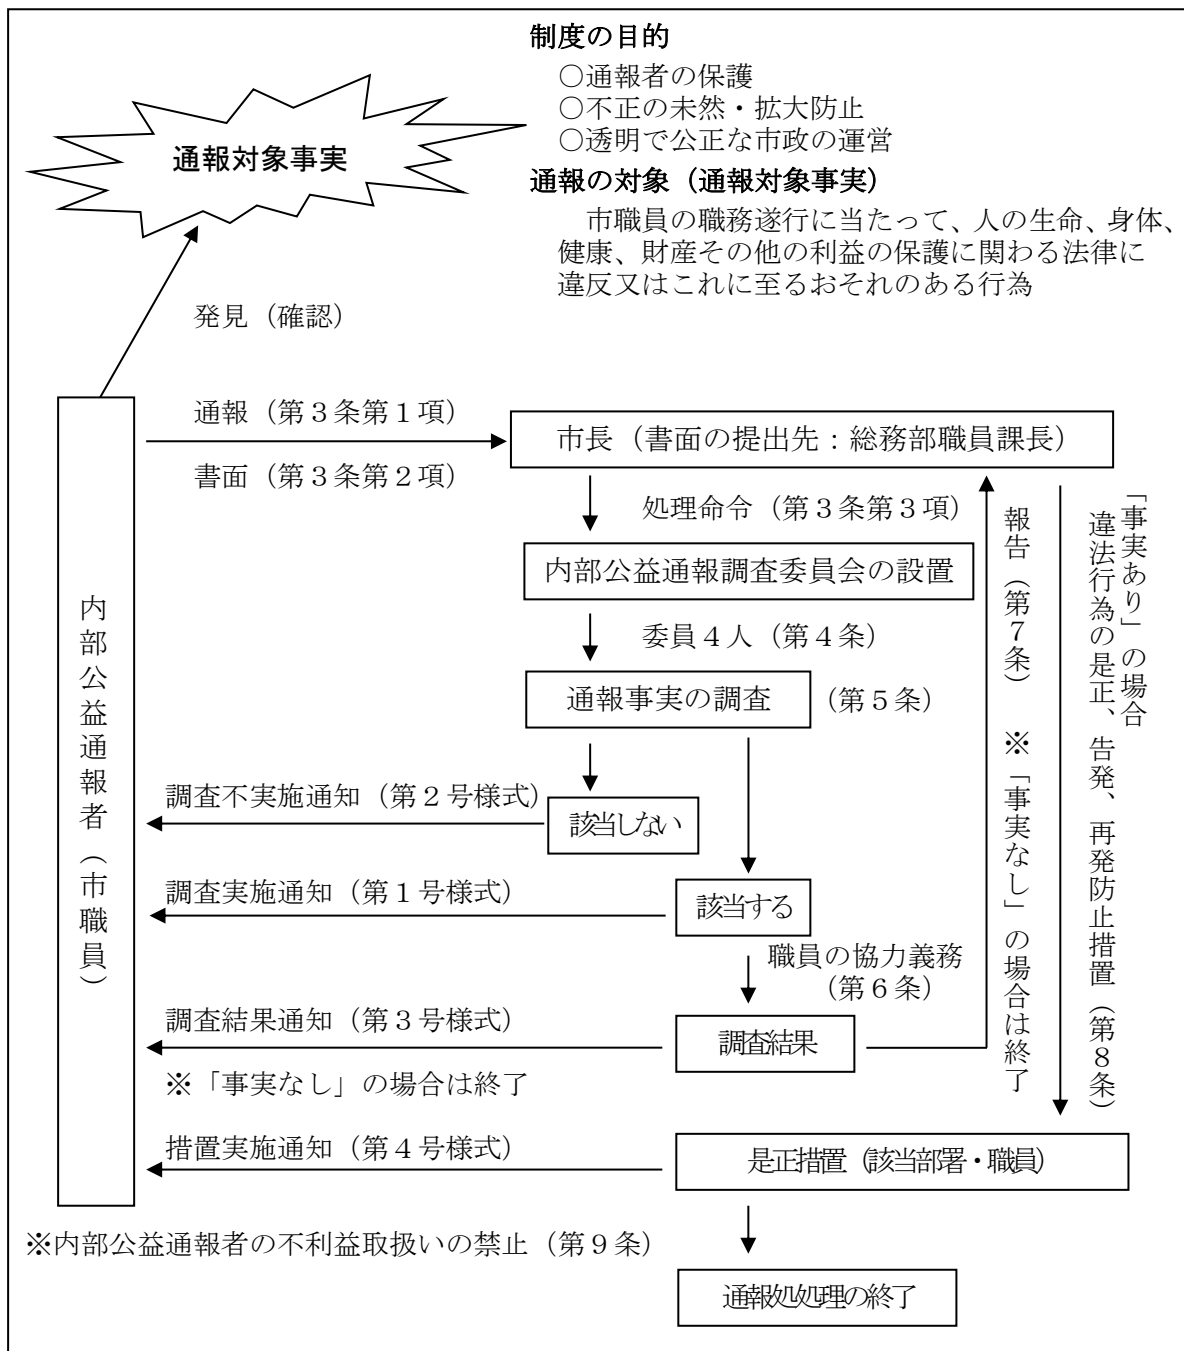 制度の目的
○通報者の保護
○不正の未然・拡大防止
○透明で公正な市政の運営
通報対象事実
通報の対象（通報対象事実）
市職員の職務遂行に当たって、人の生命、身体、
健康、財産その他の利益の保護に関わる法律に
違反又はこれに至るおそれのある行為
発見（確認）
通報（第３条第１項）
市長（書面の提出先：総務部職員課長）
書面（第３条第２項）
処理命令（第３条第３項）
内部公益通報調査委員会の設置
委員４人（第４条）
通報事実の調査
（第５条）
内部公益通報者（市職員）
報告（第７条）　※「事実なし」の場合は終了
「事実あり」の場合
違法行為の是正、告発、再発防止措置（第８条）
調査不実施通知（第２号様式）
該当しない
調査実施通知（第１号様式）
該当する
職員の協力義務
（第６条）
調査結果通知（第３号様式）
調査結果
※「事実なし」の場合は終了
措置実施通知（第４号様式）
是正措置（該当部署・職員）
※内部公益通報者の不利益取扱いの禁止（第９条）
通報処処理の終了